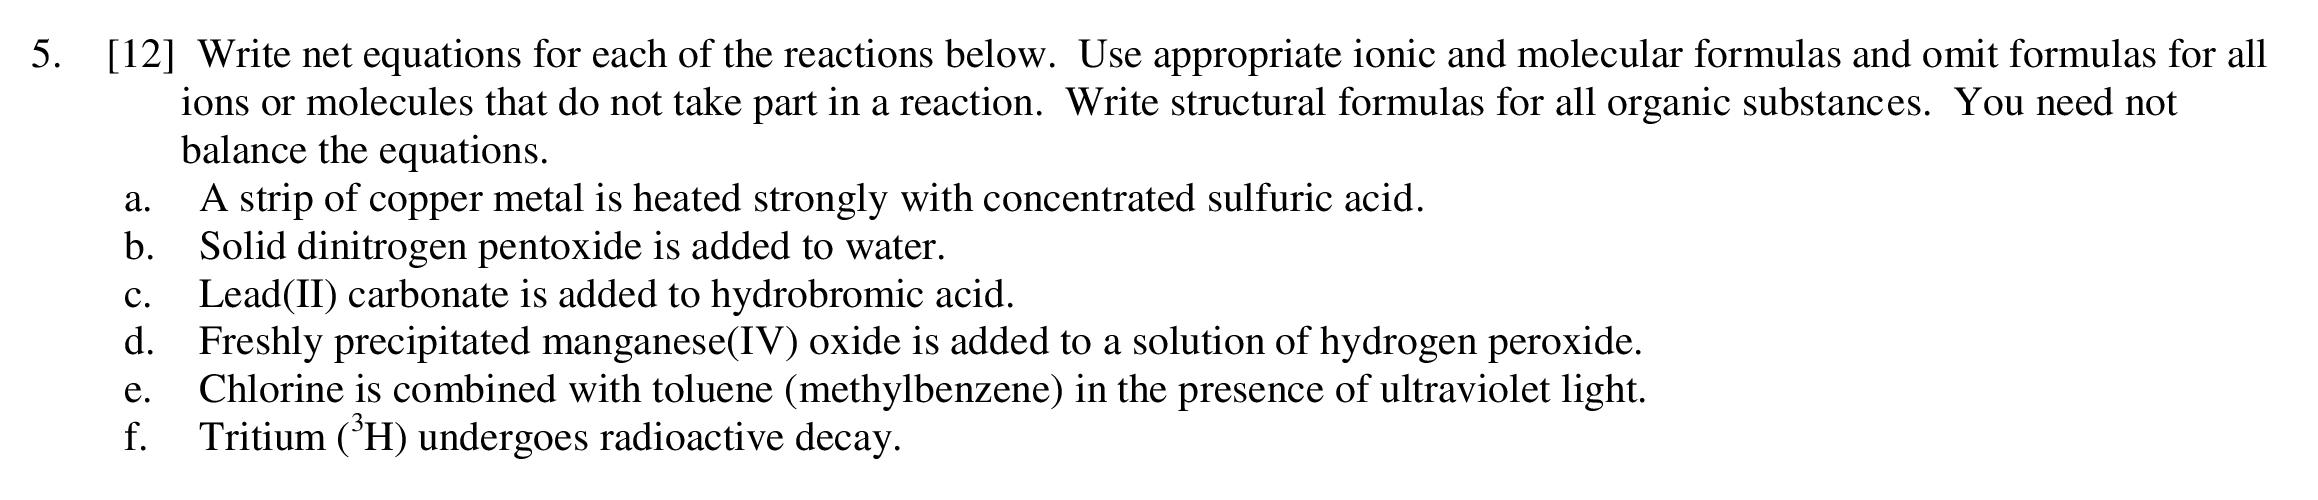 5. [12] Write net equations for each of the reactions below. Use appropriate ionic and molecular formulas and omit formulas for all
ions or molecules that do not take part in a reaction. Write structural formulas for all organic substances. You need not
balance the equations.
a. A strip of copper metal is heated strongly with concentrated sulfuric acid.
b. Solid dinitrogen pentoxide is added to water.
c. Lead(II) carbonate is added to hydrobromic acid.
d. Freshly precipitated manganese(IV) oxide is added to a solution of hydrogen peroxide.
e. Chlorine is combined with toluene (methylbenzene) in the presence of ultraviolet light.
f. Tritium (³H) undergoes radioactive decay.